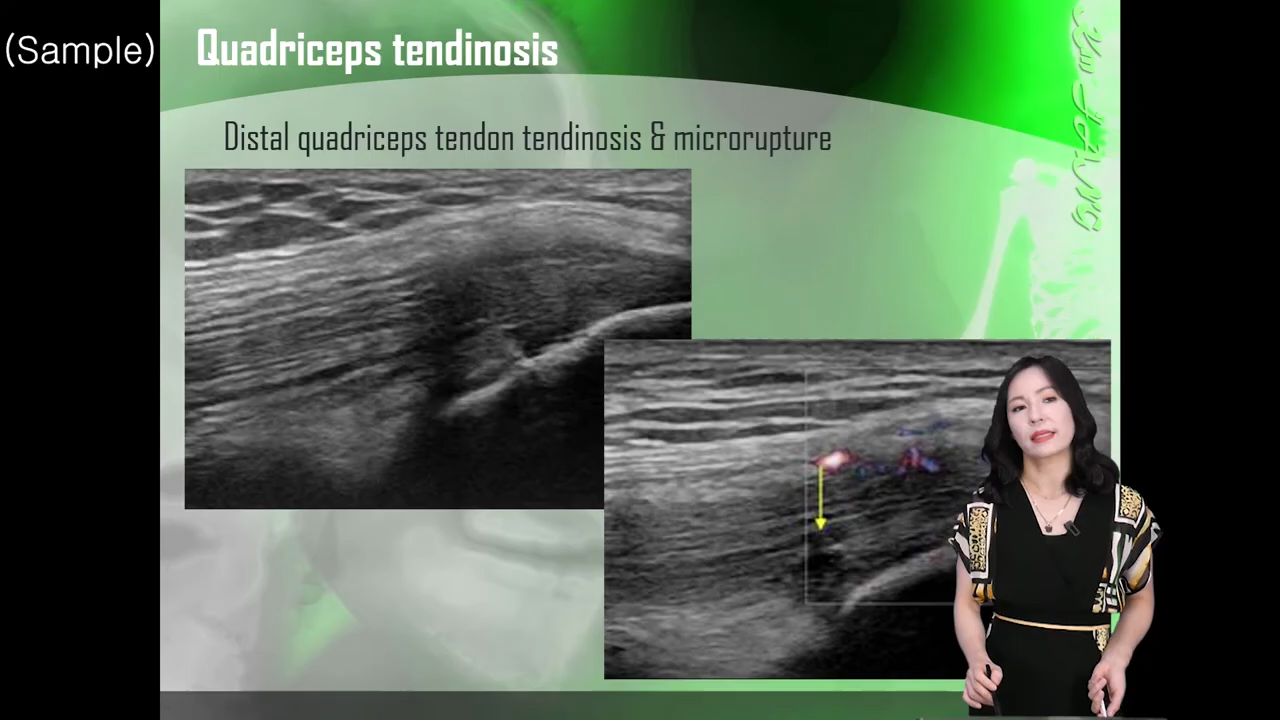 (Sample)
Quadriceps tendinosis
Distal quadriceps tendon tendinosis & microrupture